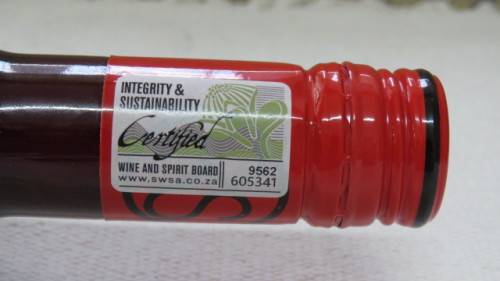 INTEGRITY &
SUSTAINABILITY
Certified
WINE AND SPIRIT BOARD
www.swsa.co.za
9562
605341